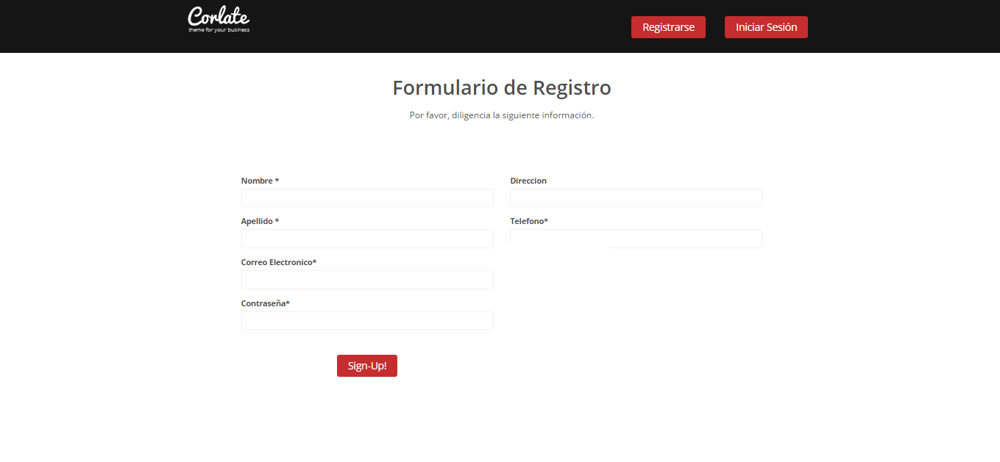 Corlate
theme for your business
Registrarse
Iniciar Sesión
Formulario de Registro
Por favor, diligencia la siguiente información.
Nombre *
Direccion
Apellido *
Telefono*
Correo Electronico*
Contraseña*
Sign-Up!